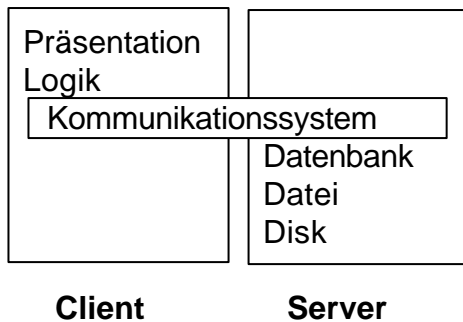 Präsentation
Logik
Kommunikationssystem
Datenbank
Datei
Disk
Client
Server